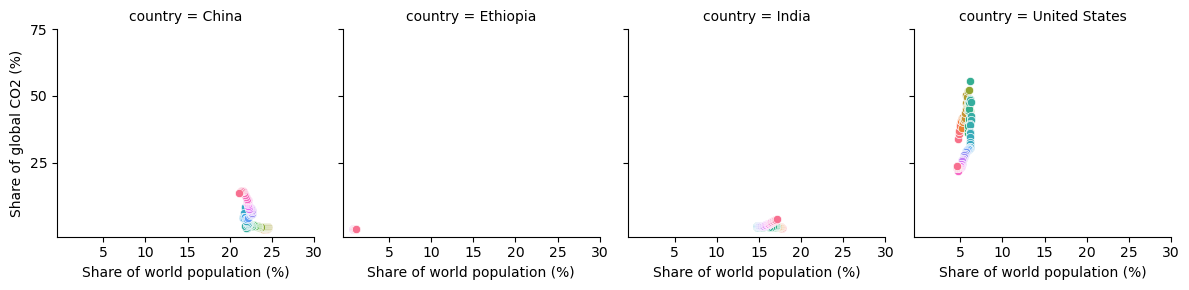 country = China
country = Ethiopia
country = India
country = United States
75
50
25
Share of global CO2 (%)
5 10 15 20 25 30
5 10 15 20 25 30
5 10 15 20 25 30
5 10 15 20 25 30
Share of world population (%)
Share of world population (%)
Share of world population (%)
Share of world population (%)